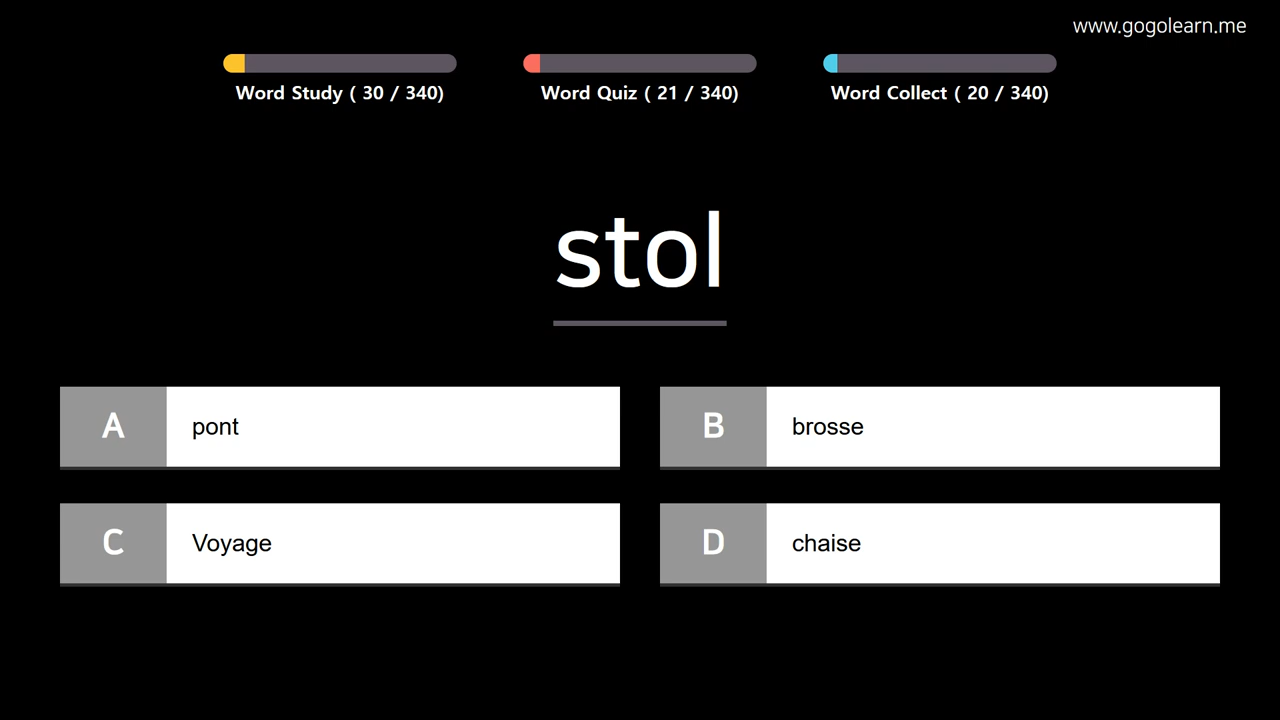 www.gogolearn.me
Word Study ( 30 / 340)
Word Quiz ( 21 / 340)
Word Collect ( 20 / 340)
stol
A pont
B brosse
C Voyage
D chaise